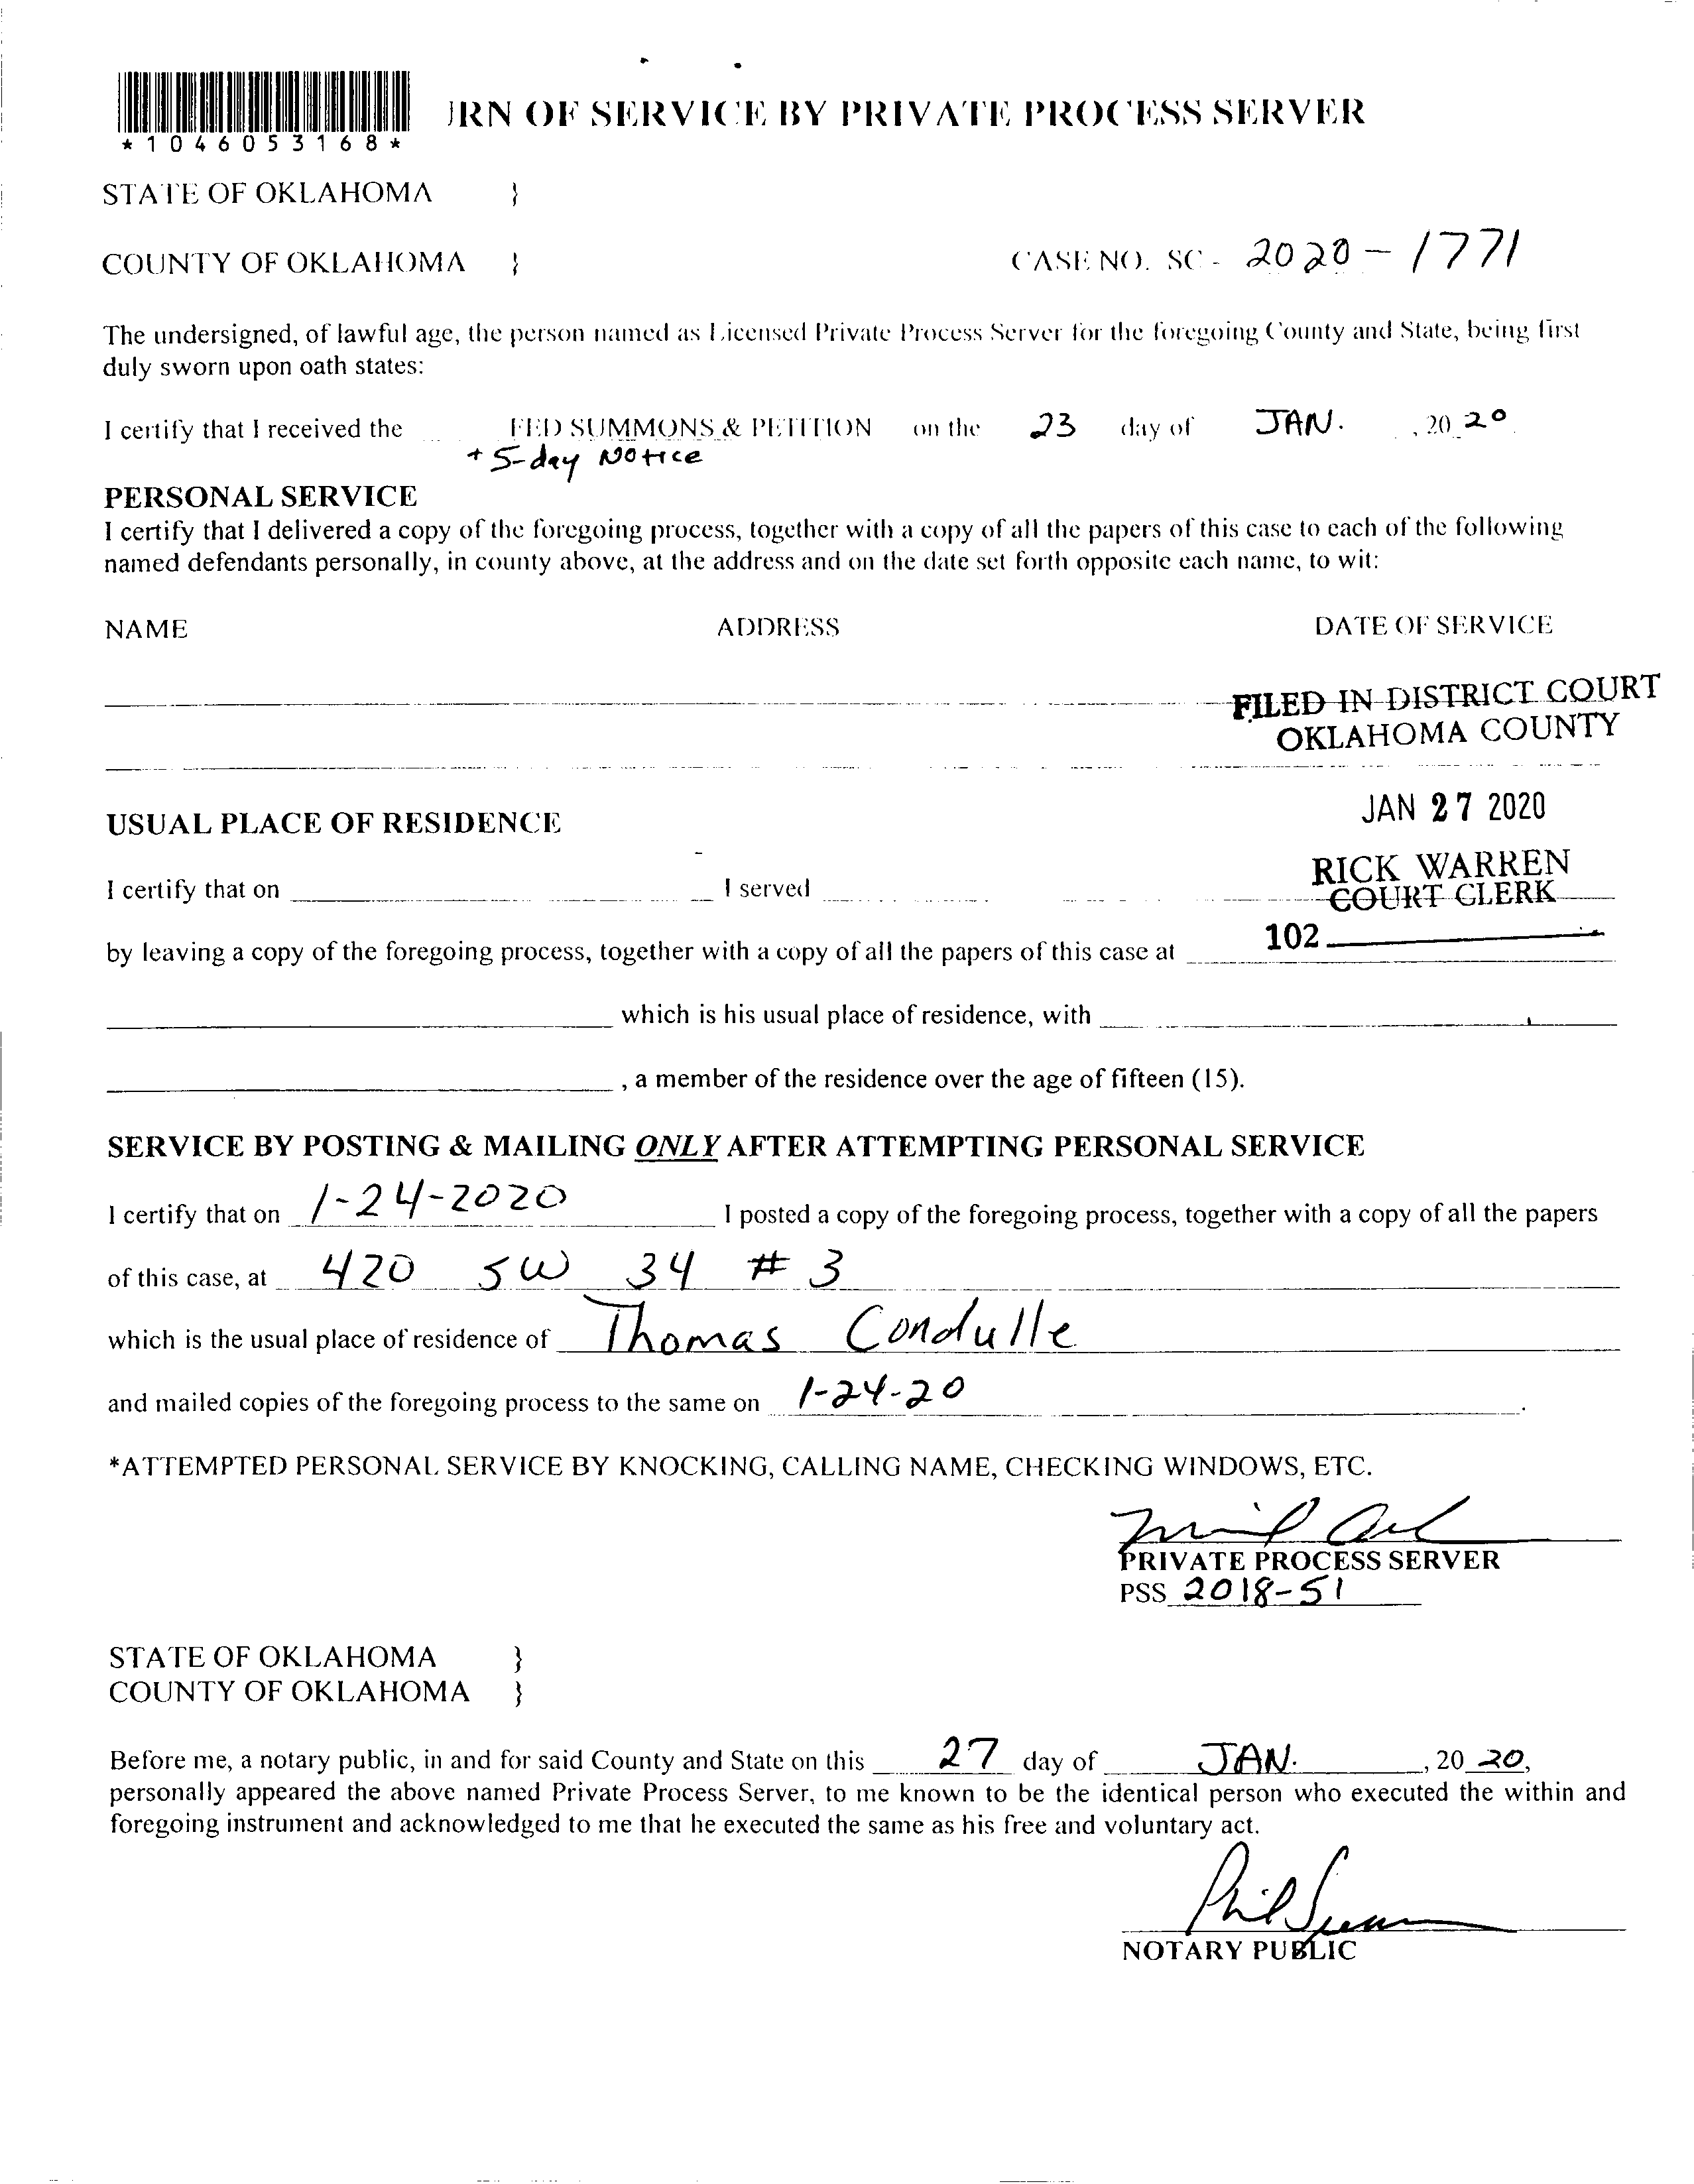 *1046053168*
URN OF SERVICE BY PRIVATE PROCESS SERVER
STATE OF OKLAHOMA }
COUNTY OF OKLAHOMA } CASE NO. SC - 2020-1771
The undersigned, of lawful age, the person named as Licensed Private Process Server for the foregoing County and State, being first
duly sworn upon oath states:
I certify that I received the FED SUMMONS & PETITION on the 23 day of JAN. , 20 20
+ 5-day Notice
PERSONAL SERVICE
I certify that I delivered a copy of the foregoing process, together with a copy of all the papers of this case to each of the following
named defendants personally, in county above, at the address and on the date set forth opposite each name, to wit:
NAME ADDRESS DATE OF SERVICE
FILED IN DISTRICT COURT
OKLAHOMA COUNTY
JAN 27 2020
USUAL PLACE OF RESIDENCE
RICK WARREN
COURT CLERK
I certify that on I served
102
by leaving a copy of the foregoing process, together with a copy of all the papers of this case at
which is his usual place of residence, with
, a member of the residence over the age of fifteen (15).
SERVICE BY POSTING & MAILING ONLY AFTER ATTEMPTING PERSONAL SERVICE
I certify that on 1-24-2020 I posted a copy of the foregoing process, together with a copy of all the papers
of this case, at 420 SW 34 # 3
which is the usual place of residence of Thomas Condulle
and mailed copies of the foregoing process to the same on 1-24-20 .
*ATTEMPTED PERSONAL SERVICE BY KNOCKING, CALLING NAME, CHECKING WINDOWS, ETC.
PRIVATE PROCESS SERVER
PSS 2018-51
STATE OF OKLAHOMA }
COUNTY OF OKLAHOMA }
Before me, a notary public, in and for said County and State on this 27 day of JAN. , 20 20,
personally appeared the above named Private Process Server, to me known to be the identical person who executed the within and
foregoing instrument and acknowledged to me that he executed the same as his free and voluntary act.
Phil
NOTARY PUBLIC